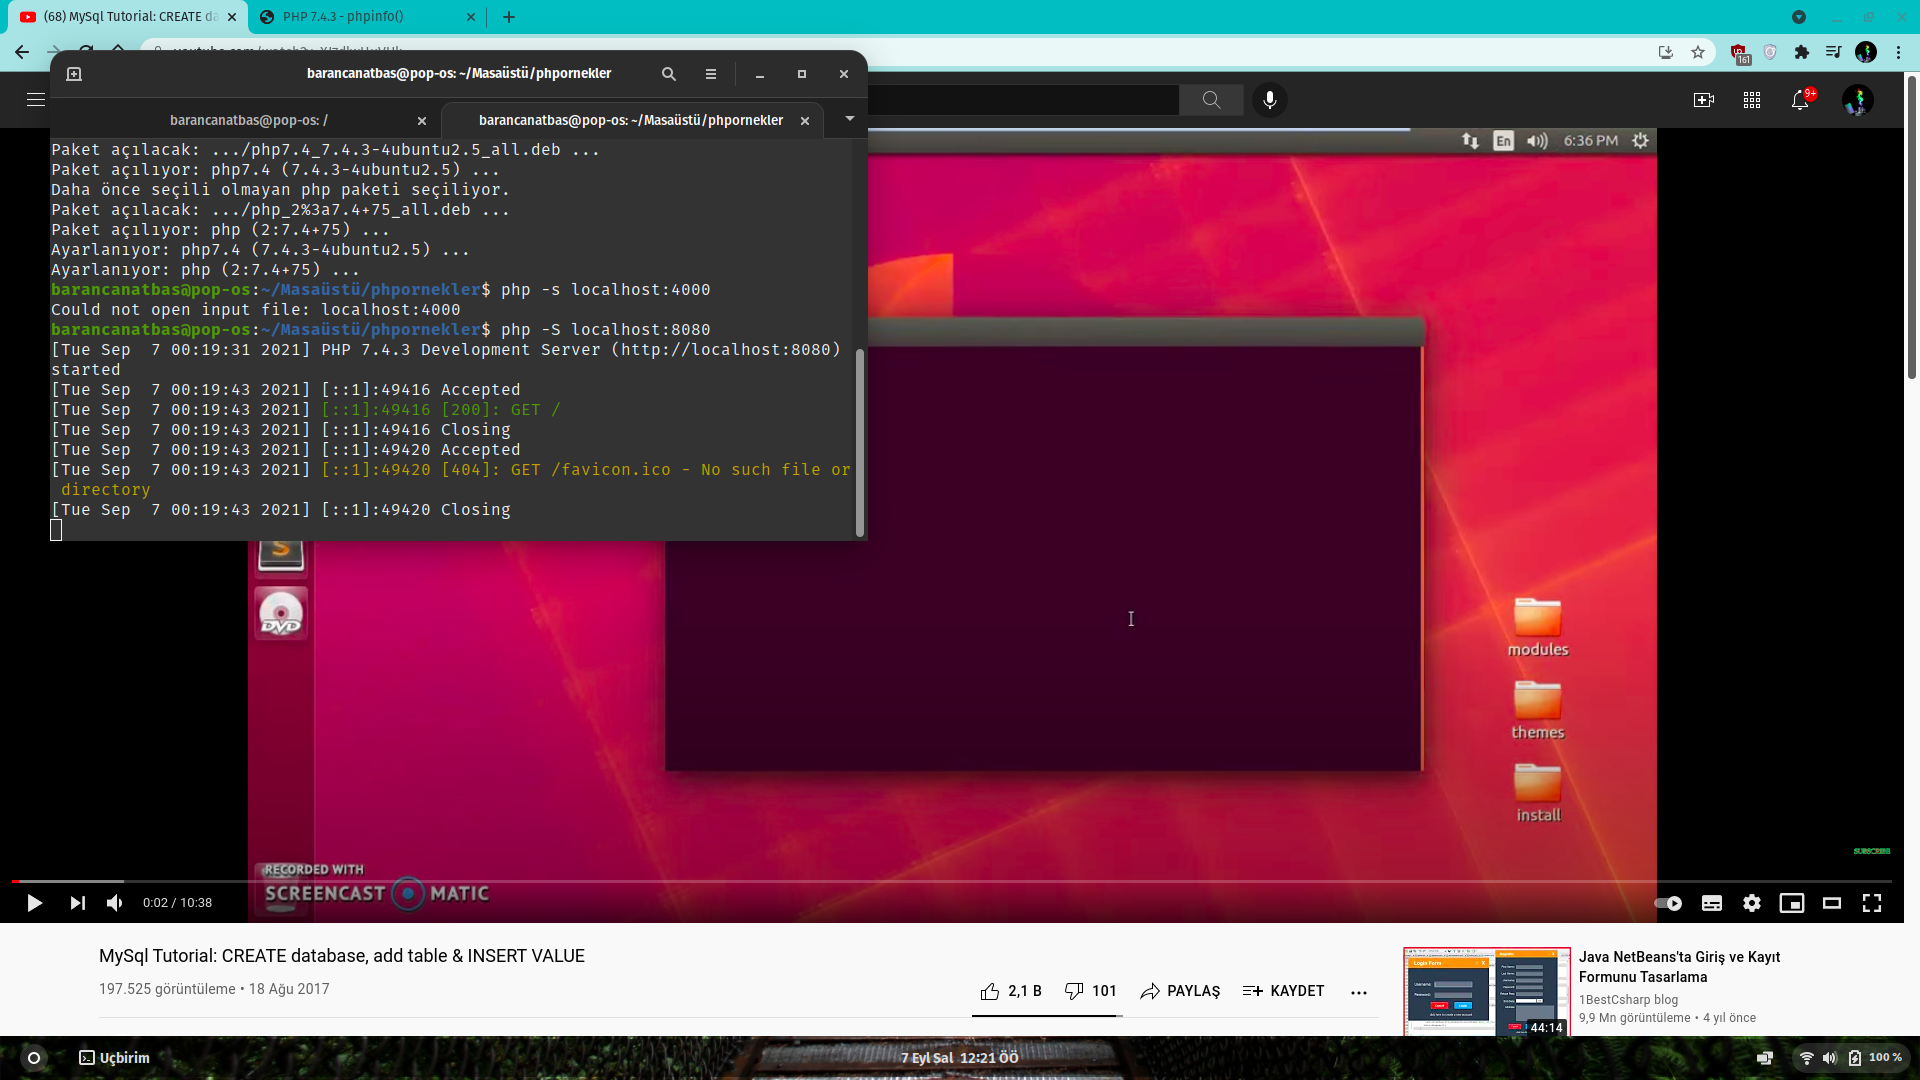 (68) MySql Tutorial: CREATE da
PHP 7.4.3 - phpinfo()
161
barancanatbas@pop-os: ~/Masaüstü/phpornekler
barancanatbas@pop-os: /
barancanatbas@pop-os: ~/Masaüstü/phpornekler
9+
Paket açılacak: .../php7.4_7.4.3-4ubuntu2.5_all.deb ...
Paket açılıyor: php7.4 (7.4.3-4ubuntu2.5) ...
Daha önce seçili olmayan php paketi seçiliyor.
Paket açılacak: .../php_2%3a7.4+75_all.deb ...
Paket açılıyor: php (2:7.4+75) ...
Ayarlanıyor: php7.4 (7.4.3-4ubuntu2.5) ...
Ayarlanıyor: php (2:7.4+75) ...
barancanatbas@pop-os:~/Masaüstü/phpornekler$ php -s localhost:4000
Could not open input file: localhost:4000
barancanatbas@pop-os:~/Masaüstü/phpornekler$ php -S localhost:8080
[Tue Sep  7 00:19:31 2021] PHP 7.4.3 Development Server (http://localhost:8080)
started
[Tue Sep  7 00:19:43 2021] [::1]:49416 Accepted
[Tue Sep  7 00:19:43 2021] [::1]:49416 [200]: GET /
[Tue Sep  7 00:19:43 2021] [::1]:49416 Closing
[Tue Sep  7 00:19:43 2021] [::1]:49420 Accepted
[Tue Sep  7 00:19:43 2021] [::1]:49420 [404]: GET /favicon.ico - No such file or
directory
[Tue Sep  7 00:19:43 2021] [::1]:49420 Closing
En
6:36 PM
S
DVD
modules
themes
install
SUBSCRIBE
RECORDED WITH
SCREENCAST MATIC
0:02 / 10:38
MySql Tutorial: CREATE database, add table & INSERT VALUE
197.525 görüntüleme • 18 Ağu 2017
2,1 B
101
PAYLAŞ
KAYDET
Java NetBeans'ta Giriş ve Kayıt
Formunu Tasarlama
1BestCsharp blog
9,9 Mn görüntüleme • 4 yıl önce
Login Form
44:14
Uçbirim
7 Eyl Sal 12:21 ÖÖ
100 %